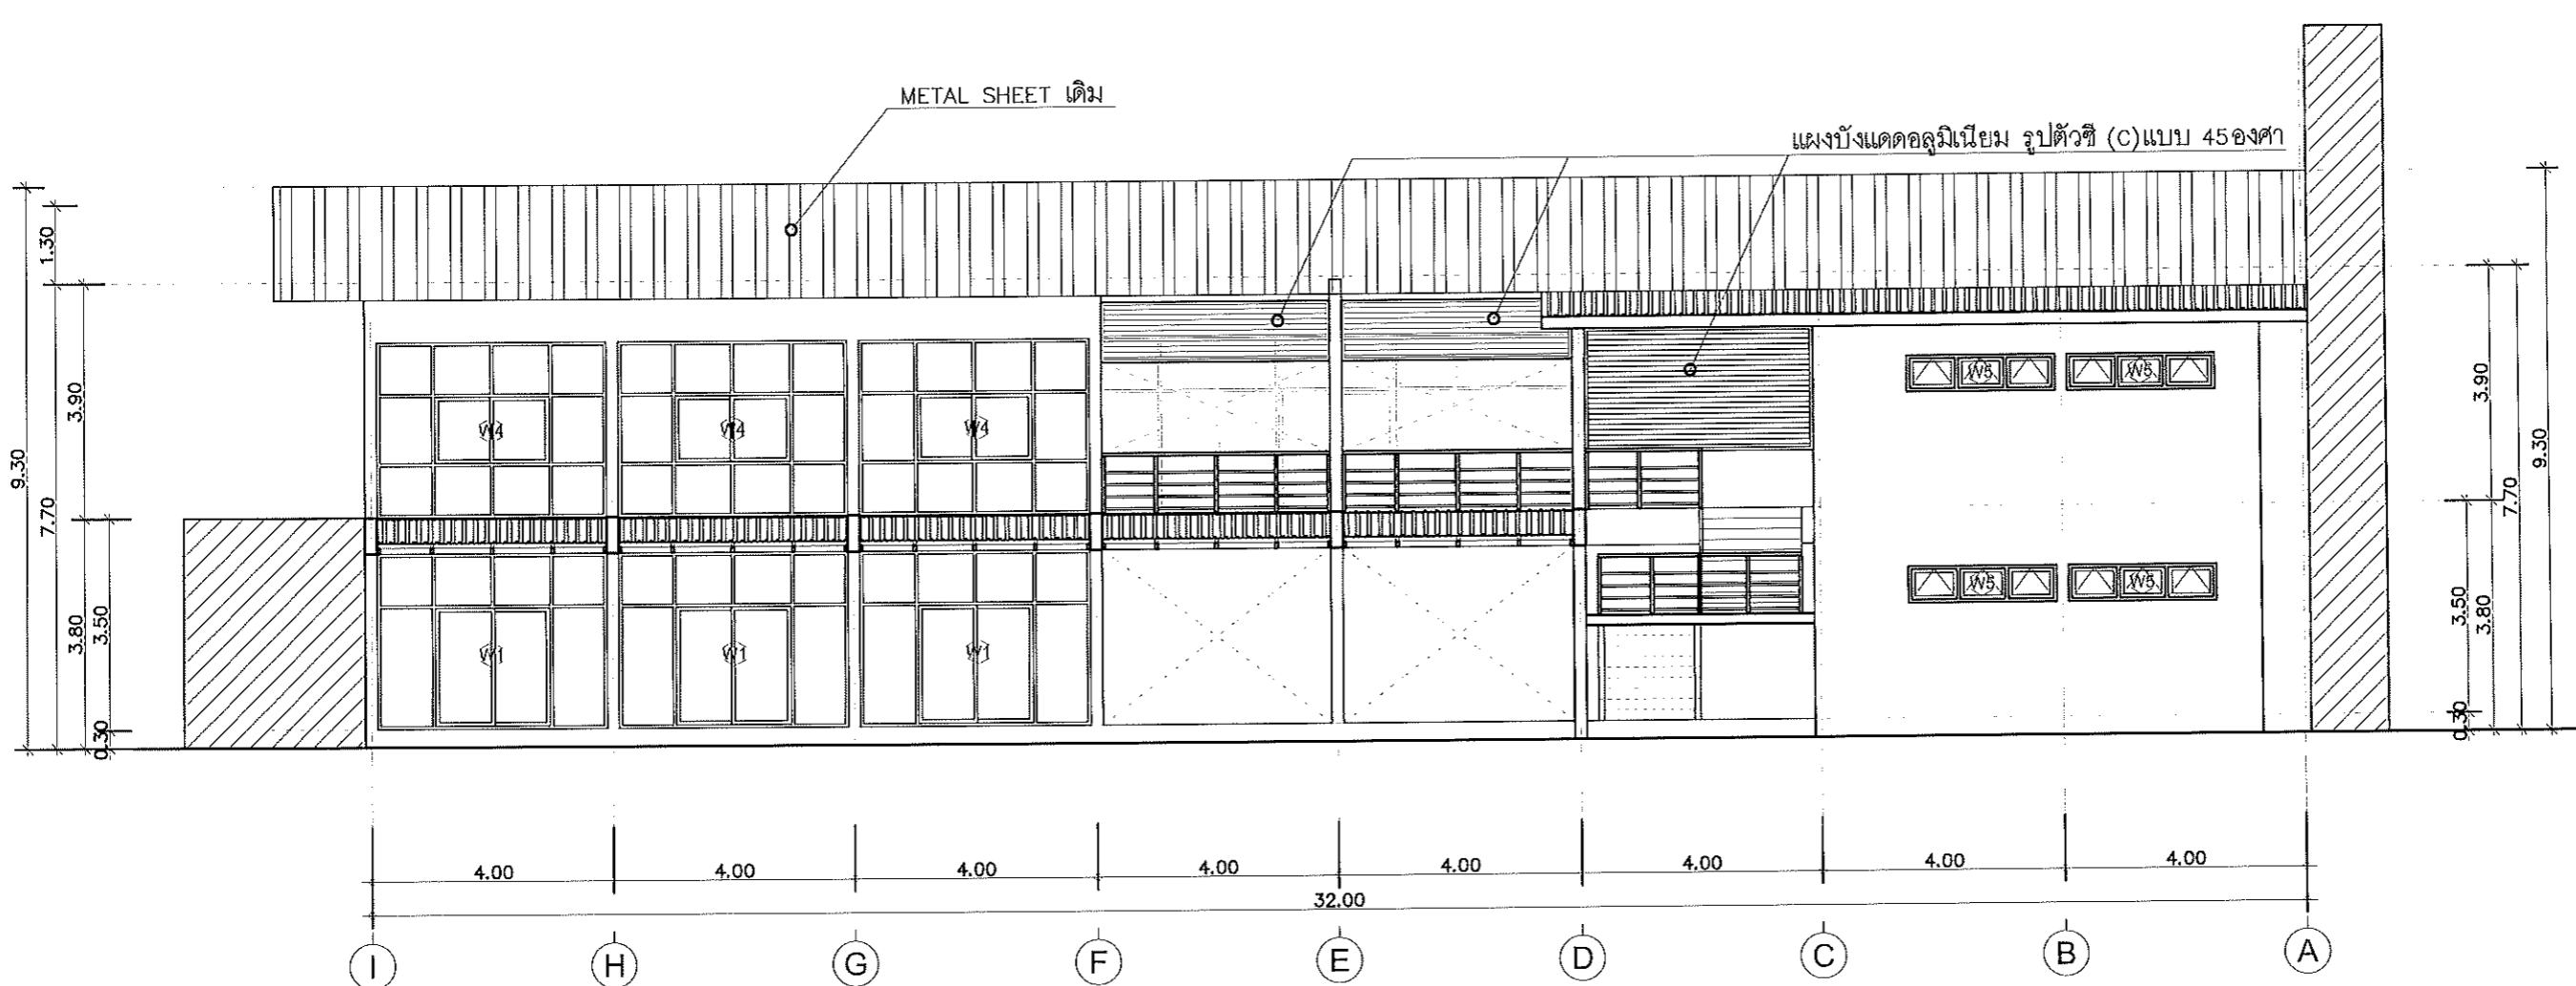 METAL SHEET เดิม
แผงบังแดดอลูมิเนียม รูปตัวซี (C)แบบ 45องศา
9.30
1.30
7.70
3.90
3.80
3.50
0.30
W4
W4
W4
W1
W1
W1
W5
W5
W5
W5
3.90
7.70
9.30
3.50
3.80
0.30
4.00 4.00 4.00 4.00 4.00 4.00 4.00 4.00
32.00
I H G F E D C B A